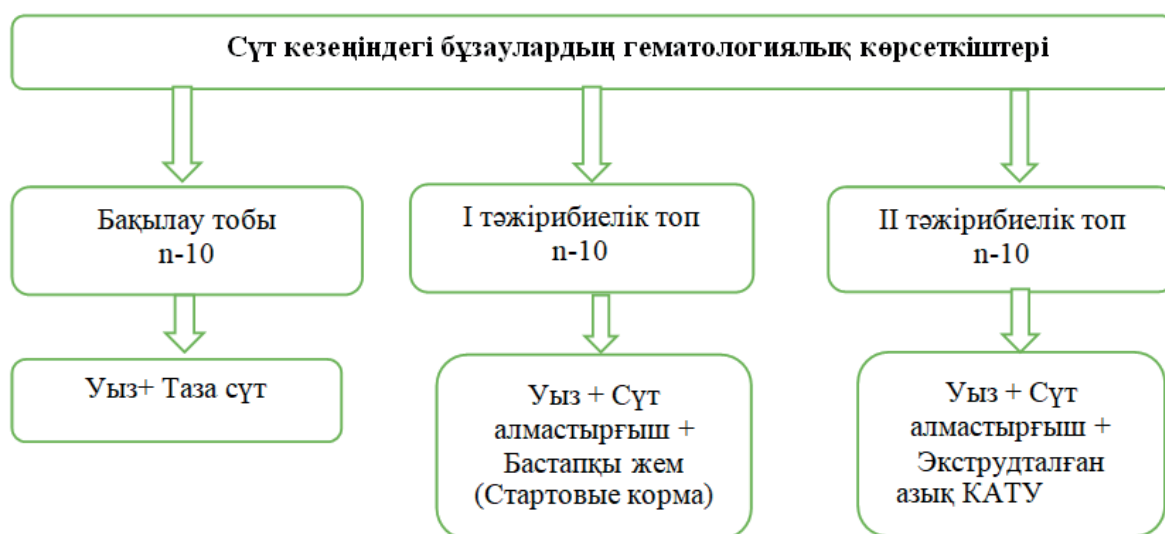 Сүт кезеңіндегі бұзаулардың гематологиялық көрсеткіштері
Бақылау тобы
n-10
I тәжірибиелік топ
n-10
II тәжірибиелік топ
n-10
Уыз+ Таза сүт
Уыз + Сүт
алмастырғыш +
Бастапқы жем
(Стартовые корма)
Уыз + Сүт
алмастырғыш +
Экструдталған
азық КАТУ